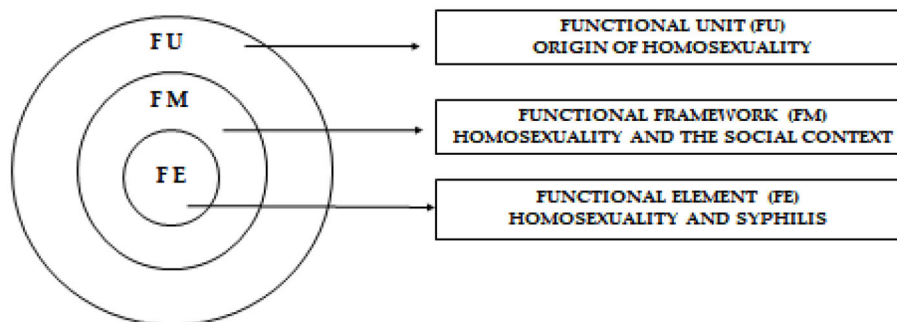 FU
FUNCTIONAL UNIT (FU)
ORIGIN OF HOMOSEXUALITY
FM
FUNCTIONAL FRAMEWORK (FM)
HOMOSEXUALITY AND THE SOCIAL CONTEXT
FE
FUNCTIONAL ELEMENT (FE)
HOMOSEXUALITY AND SYPHILIS